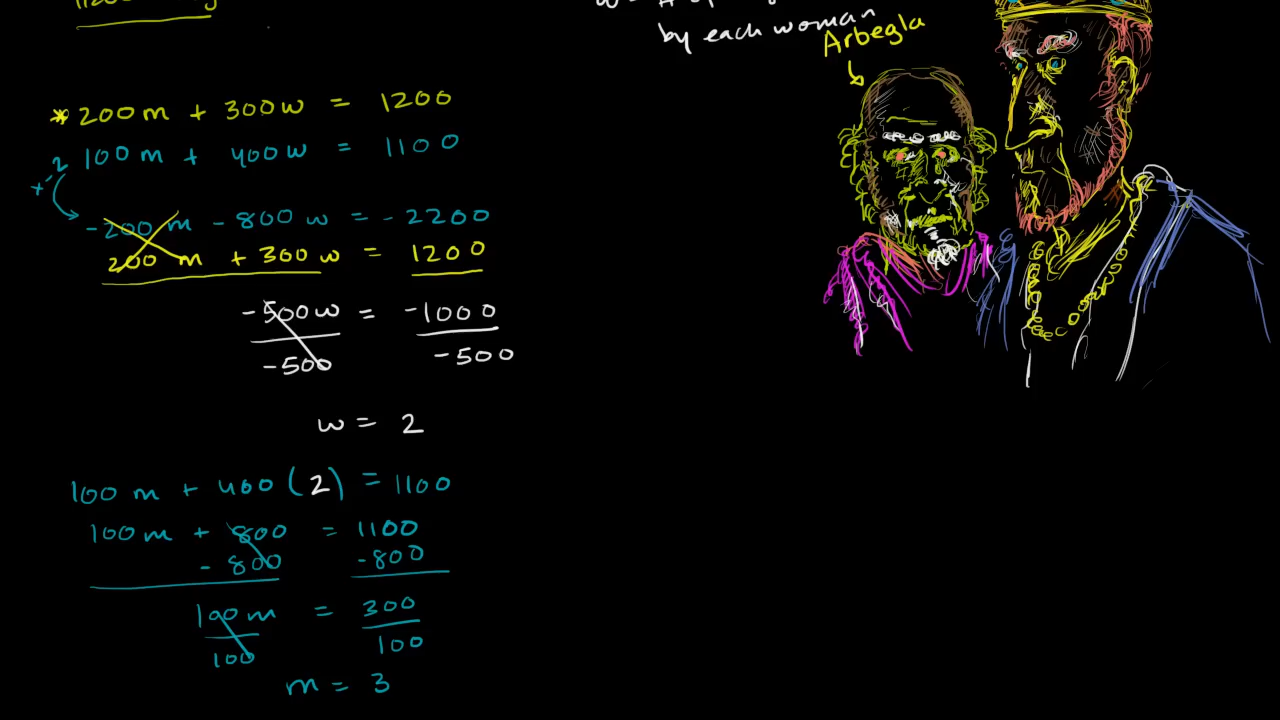 by each woman
Arbegla
*200m + 300w = 1200
100m + 400w = 1100
× -2
-200m - 800w = -2200
200m + 300w = 1200
-500w = -1000
-500 -500
w = 2
100m + 400(2) = 1100
100m + 800 = 1100
- 800 -800
100m = 300
100 100
m = 3